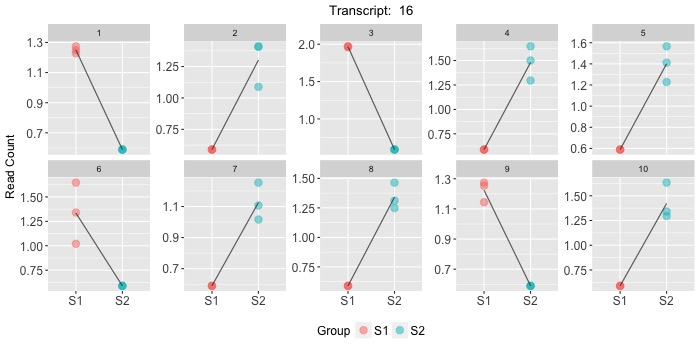 Transcript: 16
Read Count
1 2 3 4 5
1.3 1.1 0.9 0.7
1.25 1.00 0.75
2.0 1.5 1.0
1.50 1.25 1.00 0.75
1.6 1.4 1.2 1.0 0.8 0.6
6 7 8 9 10
1.50 1.25 1.00 0.75
1.1 0.9 0.7
1.50 1.25 1.00 0.75
1.3 1.1 0.9 0.7
1.50 1.25 1.00 0.75
S1 S2 S1 S2 S1 S2 S1 S2 S1 S2
Group S1 S2